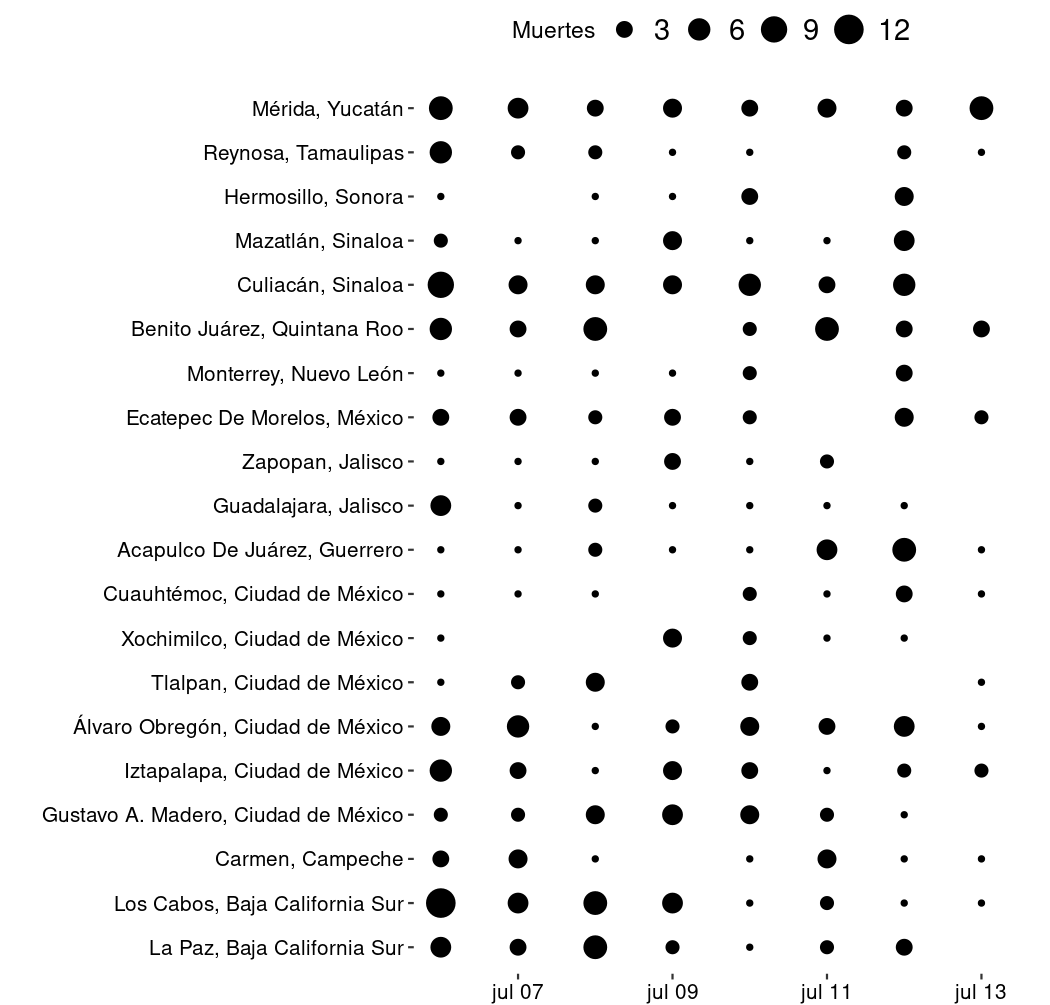 Muertes 3 6 9 12
Mérida, Yucatán
Reynosa, Tamaulipas
Hermosillo, Sonora
Mazatlán, Sinaloa
Culiacán, Sinaloa
Benito Juárez, Quintana Roo
Monterrey, Nuevo León
Ecatepec De Morelos, México
Zapopan, Jalisco
Guadalajara, Jalisco
Acapulco De Juárez, Guerrero
Cuauhtémoc, Ciudad de México
Xochimilco, Ciudad de México
Tlalpan, Ciudad de México
Álvaro Obregón, Ciudad de México
Iztapalapa, Ciudad de México
Gustavo A. Madero, Ciudad de México
Carmen, Campeche
Los Cabos, Baja California Sur
La Paz, Baja California Sur
jul 07 jul 09 jul 11 jul 13